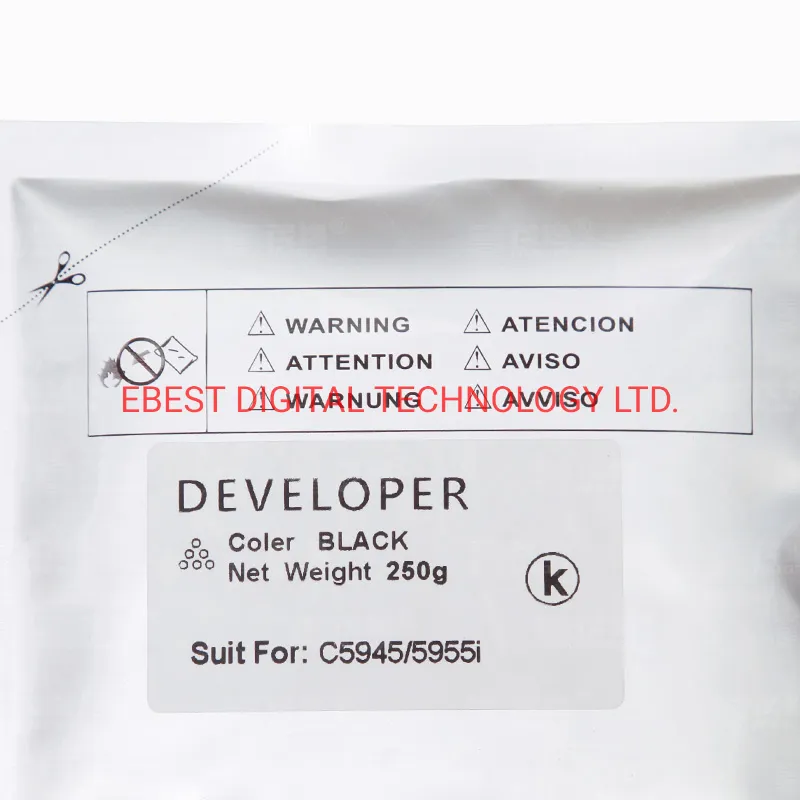 WARNING ATENCION
ATTENTION AVISO
WARNUNG AVVISO
EBEST DIGITAL TECHNOLOGY LTD.
DEVELOPER
Coler BLACK
Net Weight 250g
k
Suit For: C5945/5955i